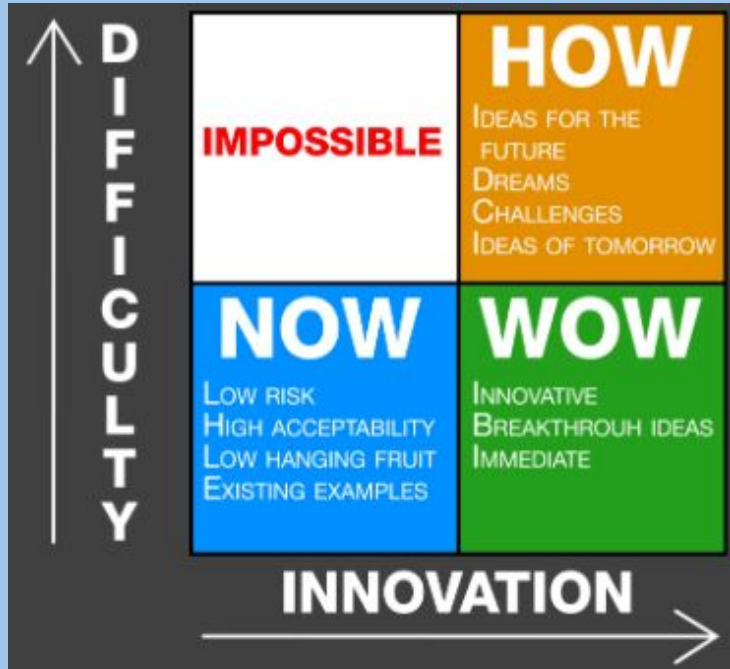 DIFFICULTY
IMPOSSIBLE
HOW
IDEAS FOR THE
FUTURE
DREAMS
CHALLENGES
IDEAS OF TOMORROW
NOW
LOW RISK
HIGH ACCEPTABILITY
LOW HANGING FRUIT
EXISTING EXAMPLES
WOW
INNOVATIVE
BREAKTHROUH IDEAS
IMMEDIATE
INNOVATION